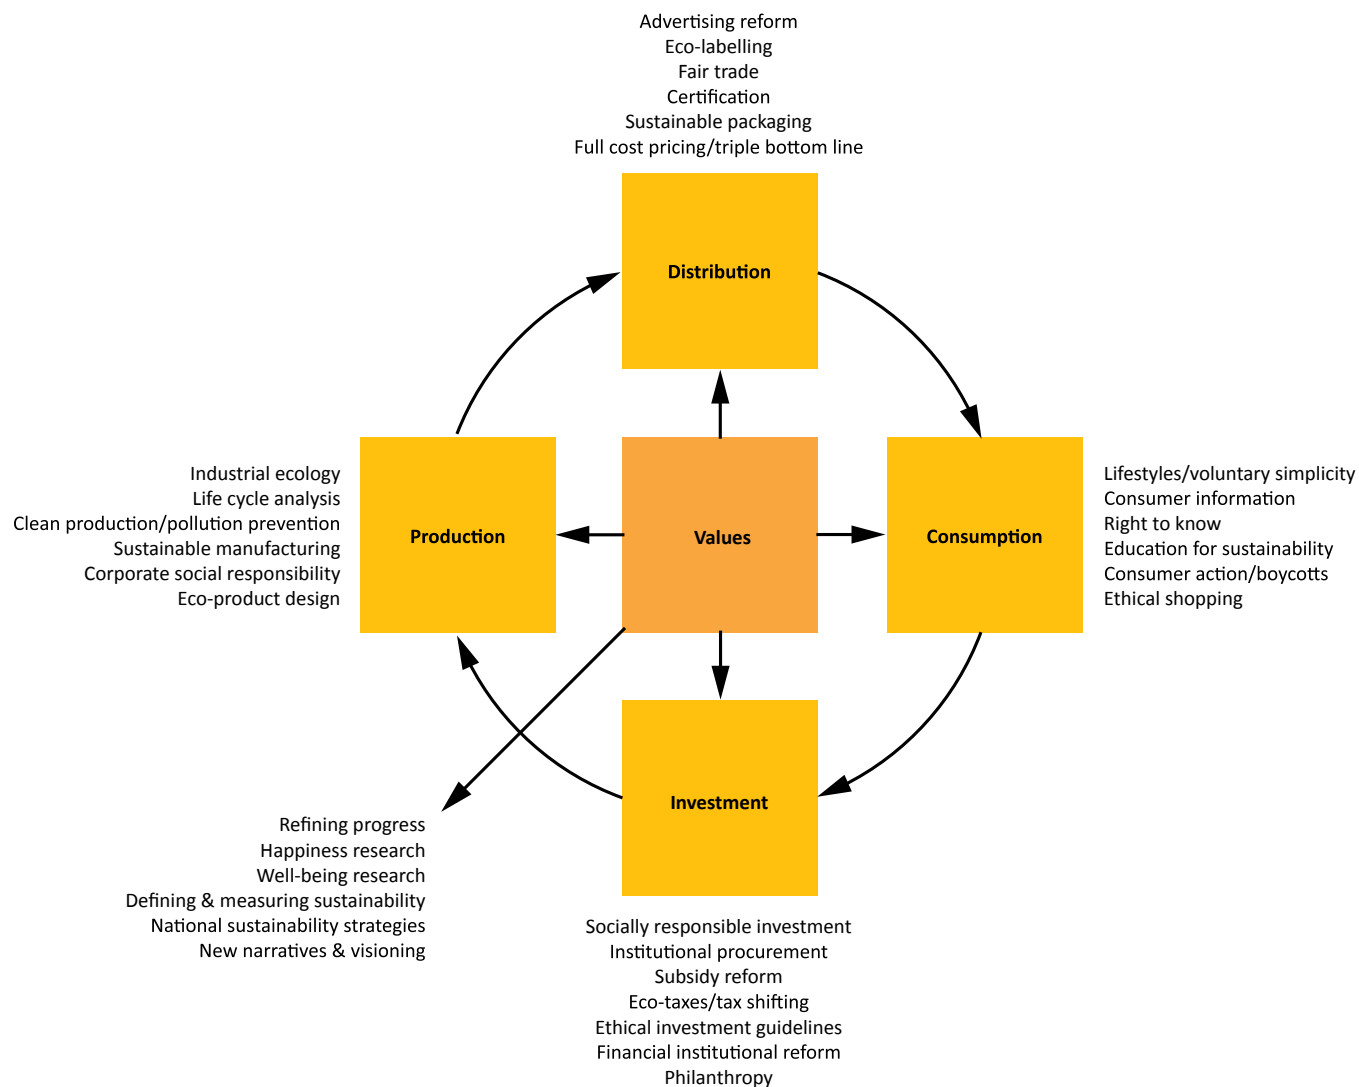 Advertising reform
Eco-labelling
Fair trade
Certification
Sustainable packaging
Full cost pricing/triple bottom line
Distribution
Industrial ecology
Life cycle analysis
Clean production/pollution prevention
Sustainable manufacturing
Corporate social responsibility
Eco-product design
Production
Values
Consumption
Lifestyles/voluntary simplicity
Consumer information
Right to know
Education for sustainability
Consumer action/boycotts
Ethical shopping
Investment
Refining progress
Happiness research
Well-being research
Defining & measuring sustainability
National sustainability strategies
New narratives & visioning
Socially responsible investment
Institutional procurement
Subsidy reform
Eco-taxes/tax shifting
Ethical investment guidelines
Financial institutional reform
Philanthropy